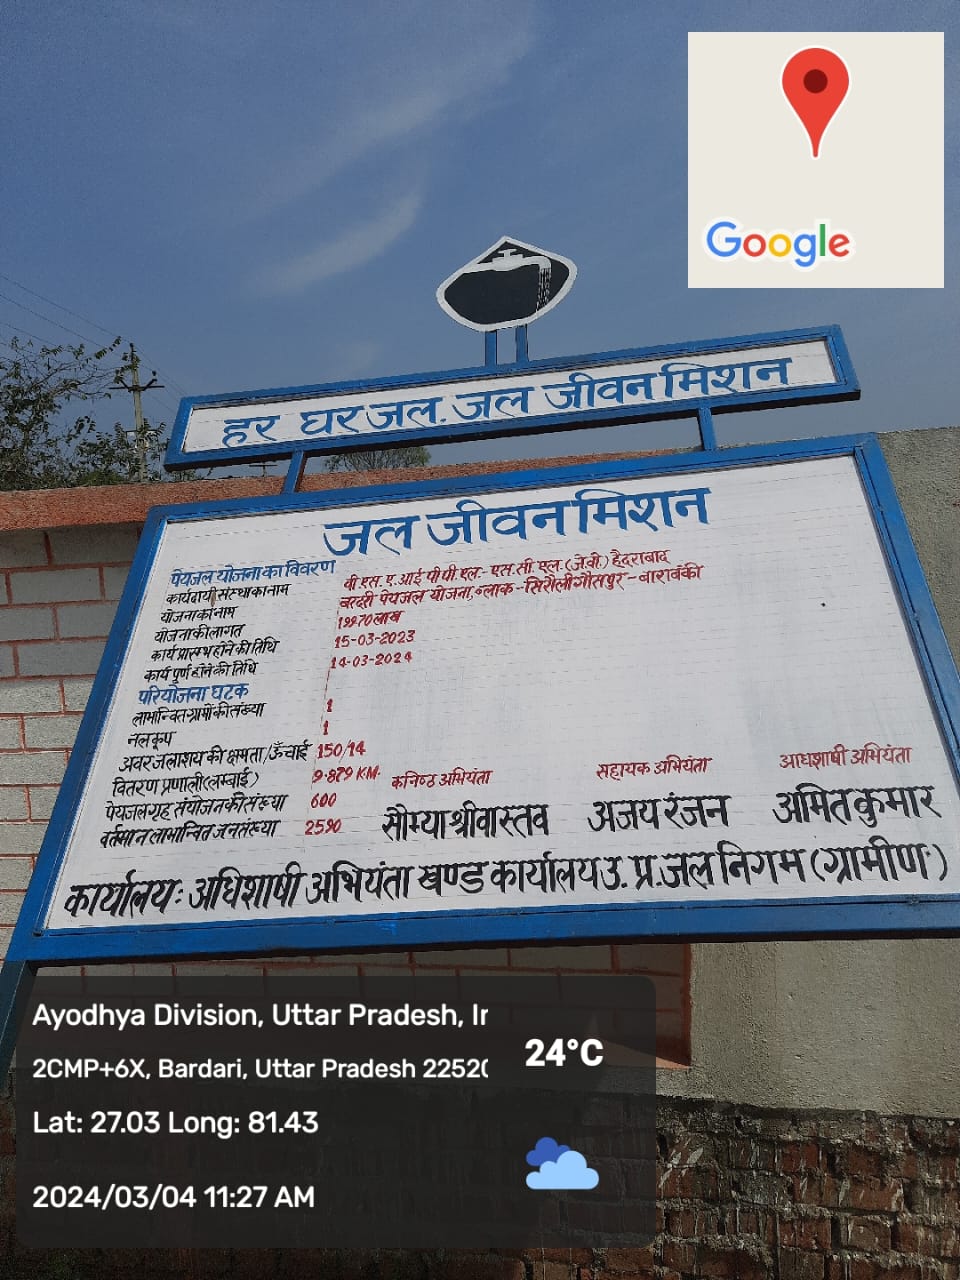 Google
हर घर जल. जल जीवन मिशन
जल जीवन मिशन
पेयजल योजना का विवरण
कार्यदायी संस्था का नाम वी.एस.ए.आई पी.पी.एल.- एस.सी.एल.(जे.वी.) हैदराबाद
योजना का नाम बरदरी पेयजल योजना, ब्लाक-सिरौलीगौसपुर-बाराबंकी
योजना की लागत लाख
कार्य प्रारम्भ होने की तिथि 15-03-2023
कार्य पूर्ण होने की तिथि 14-03-2024
परियोजना घटक
लाभान्वित ग्रामों की संख्या 1
नलकूप 1
अवर जलाशय की क्षमता/ऊँचाई 150/14
वितरण प्रणाली (लम्बाई) 9.879 KM.
पेयजल गृह संयोजन की संख्या 600
वर्तमान लाभान्वित जनसंख्या 2590
कनिष्ठ अभियंता सहायक अभियंता आधशाषी अभियंता
सौम्या श्रीवास्तव अजय रंजन अमित कुमार
कार्यालय: अधिशाषी अभियंता खण्ड कार्यालय उ. प्र. जल निगम (ग्रामीण)
Ayodhya Division, Uttar Pradesh, Ir
2CMP+6X, Bardari, Uttar Pradesh 2252
24°C
Lat: 27.03 Long: 81.43
2024/03/04 11:27 AM